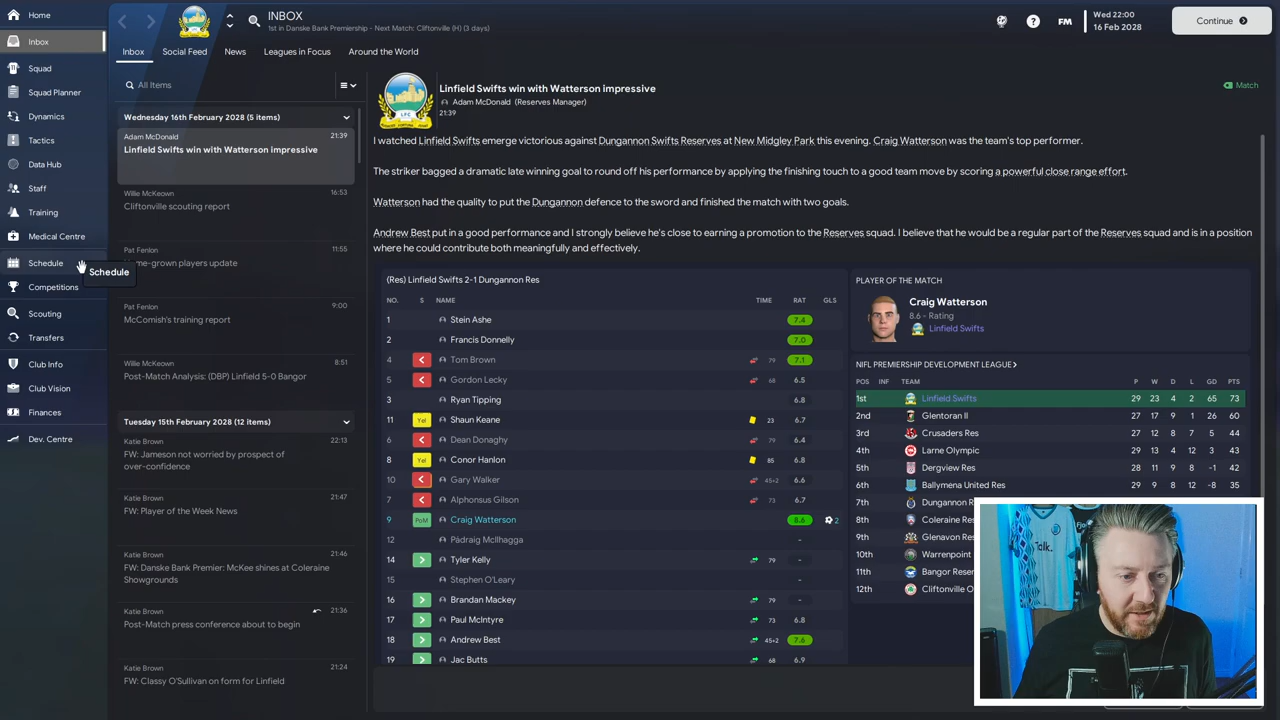 Home
Inbox
Squad
Squad Planner
Dynamics
Tactics
Data Hub
Staff
Training
Medical Centre
Schedule
Schedule
Competitions
Scouting
Transfers
Club Info
Club Vision
Finances
Dev. Centre
INBOX
1st in Danske Bank Premiership - Next Match: Cliftonville (H) (3 days)
FM
Wed 22:00
16 Feb 2028
Continue
Inbox
Social Feed
News
Leagues in Focus
Around the World
All Items
Wednesday 16th February 2028 (5 items)
Adam McDonald 21:39
Linfield Swifts win with Watterson impressive
Willie McKeown 16:53
Cliftonville scouting report
Pat Fenlon 11:55
me-grown players update
Pat Fenlon 9:00
McComish's training report
Willie McKeown 8:51
Post-Match Analysis: (DBP) Linfield 5-0 Bangor
Tuesday 15th February 2028 (12 items)
Katie Brown 22:13
FW: Jameson not worried by prospect of
over-confidence
Katie Brown 21:47
FW: Player of the Week News
Katie Brown 21:46
FW: Danske Bank Premier: McKee shines at Coleraine
Showgrounds
Katie Brown 21:36
Post-Match press conference about to begin
Katie Brown 21:24
FW: Classy O'Sullivan on form for Linfield
Linfield Swifts win with Watterson impressive
Adam McDonald (Reserves Manager)
21:39
Match
I watched Linfield Swifts emerge victorious against Dungannon Swifts Reserves at New Midgley Park this evening. Craig Watterson was the team's top performer.
The striker bagged a dramatic late winning goal to round off his performance by applying the finishing touch to a good team move by scoring a powerful close range effort.
Watterson had the quality to put the Dungannon defence to the sword and finished the match with two goals.
Andrew Best put in a good performance and I strongly believe he's close to earning a promotion to the Reserves squad. I believe that he would be a regular part of the Reserves squad and is in a position
where he could contribute both meaningfully and effectively.
(Res) Linfield Swifts 2-1 Dungannon Res
NO. S NAME TIME RAT GLS
1 Stein Ashe 7.4
2 Francis Donnelly 7.0
4 Tom Brown 79 7.1
5 Gordon Lecky 68 6.5
3 Ryan Tipping 6.8
11 Yel Shaun Keane 23 6.7
6 Dean Donaghy 79 6.4
8 Yel Conor Hanlon 85 6.8
10 Gary Walker 45+2 6.6
7 Alphonsus Gilson 73 6.7
9 PoM Craig Watterson 8.6 2
12 Pádraig McIlhagga -
14 Tyler Kelly 79 -
15 Stephen O'Leary -
16 Brandan Mackey 79 -
17 Paul McIntyre 73 6.8
18 Andrew Best 45+2 7.6
19 Jac Butts 68 6.9
PLAYER OF THE MATCH
Craig Watterson
8.6 - Rating
Linfield Swifts
NFL PREMIERSHIP DEVELOPMENT LEAGUE
POS INF TEAM P W D L GD PTS
1st Linfield Swifts 29 23 4 2 65 73
2nd Glentoran II 27 17 9 1 26 60
3rd Crusaders Res 27 12 8 7 5 44
4th Larne Olympic 29 13 4 12 3 43
5th Dergview Res 28 11 9 8 -1 42
6th Ballymena United Res 29 9 8 12 -8 35
7th Dungannon R
8th Coleraine Res
9th Glenavon Res
10th Warrenpoint
11th Bangor Reser
12th Cliftonville O
Talk.